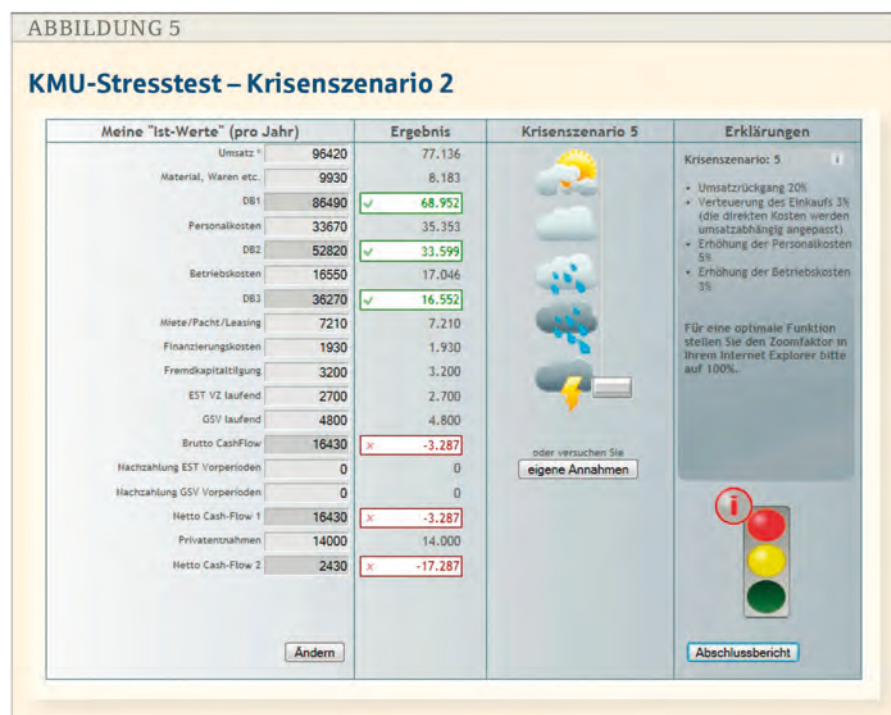 ABBILDUNG 5
KMU-Stresstest – Krisenszenario 2
Meine "Ist-Werte" (pro Jahr) Ergebnis Krisenszenario 5 Erklärungen
Umsatz * 96420 77.136
Material, Waren etc. 9930 8.183
DB1 86490 68.952
Personalkosten 33670 35.353
DB2 52820 33.599
Betriebskosten 16550 17.046
DB3 36270 16.552
Miete/Pacht/Leasing 7210 7.210
Finanzierungskosten 1930 1.930
Fremdkapitaltilgung 3200 3.200
EST VZ laufend 2700 2.700
GSV laufend 4800 4.800
Brutto CashFlow 16430 -3.287
Nachzahlung EST Vorperioden 0 0
Nachzahlung GSV Vorperioden 0 0
Netto Cash-Flow 1 16430 -3.287
Privatentnahmen 14000 14.000
Netto Cash-Flow 2 2430 -17.287
Ändern
oder versuchen Sie
eigene Annahmen
Krisenszenario: 5 i
• Umsatzrückgang 20%
• Verteuerung des Einkaufs 3%
(die direkten Kosten werden
umsatzabhängig angepasst)
• Erhöhung der Personalkosten
5%
• Erhöhung der Betriebskosten
3%
Für eine optimale Funktion
stellen Sie den Zoomfaktor in
Ihrem Internet Explorer bitte
auf 100%.
i
Abschlussbericht